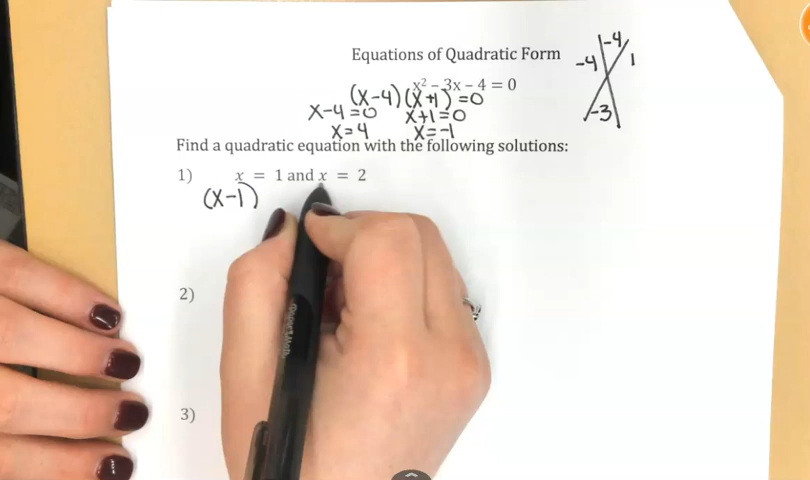 Equations of Quadratic Form
-4
-4 1
-3
x² – 3x – 4 = 0
(x-4)(x+1)=0
x-4=0 x+1=0
x=4 x=-1
Find a quadratic equation with the following solutions:
1) x = 1 and x = 2
(x-1)
2)
3)